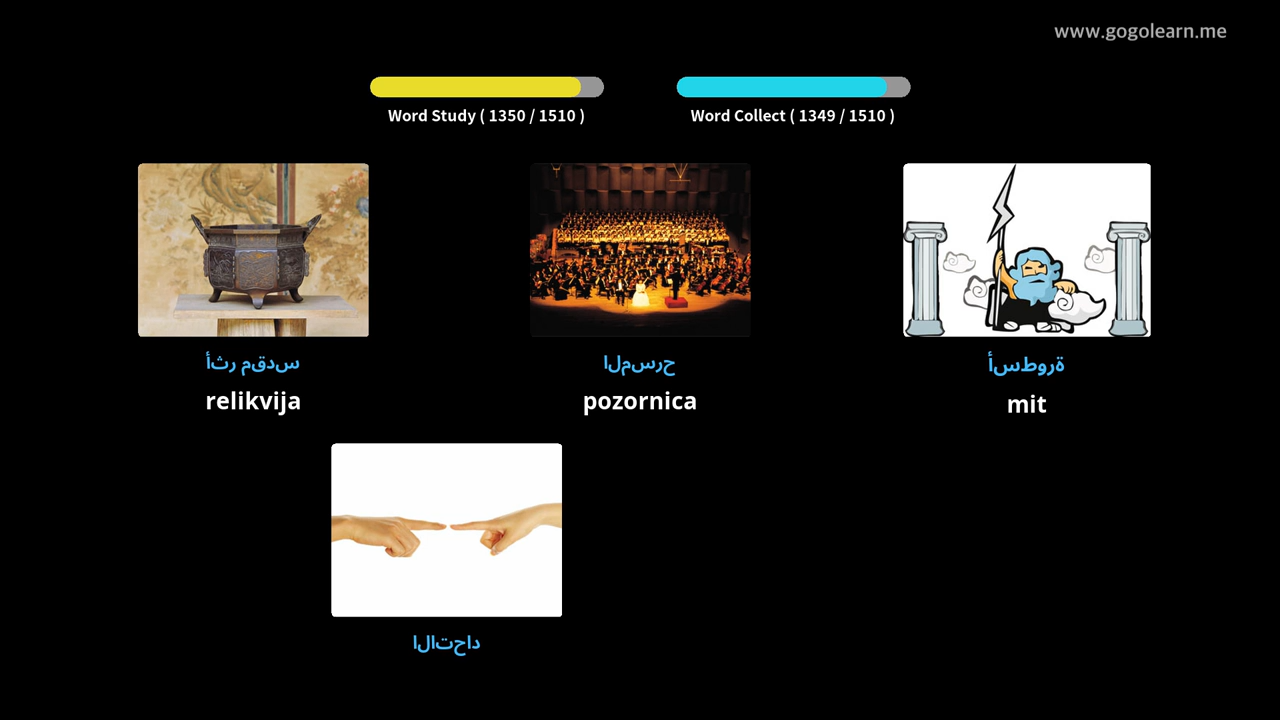 www.gogolearn.me
Word Study ( 1350 / 1510 )
Word Collect ( 1349 / 1510 )
أثر مقدس
المسرح
أسطورة
relikvija
pozornica
mit
الاتحاد